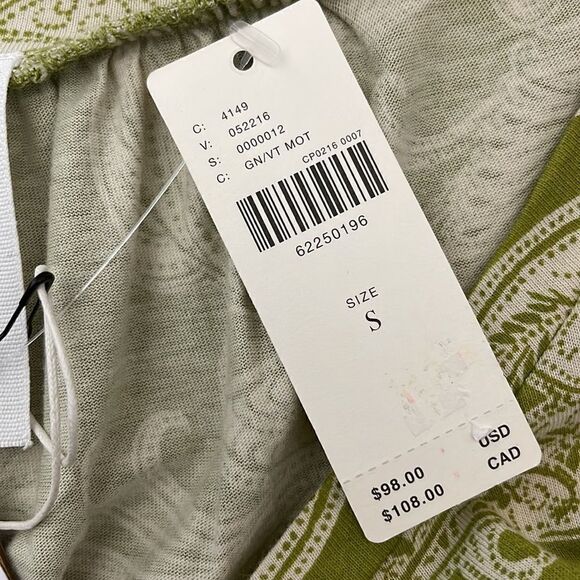 C: 4149
V: 052216
S: 0000012
C: GN/VT MOT
CP0216 0007
62250196
SIZE
S
$98.00 USD
$108.00 CAD